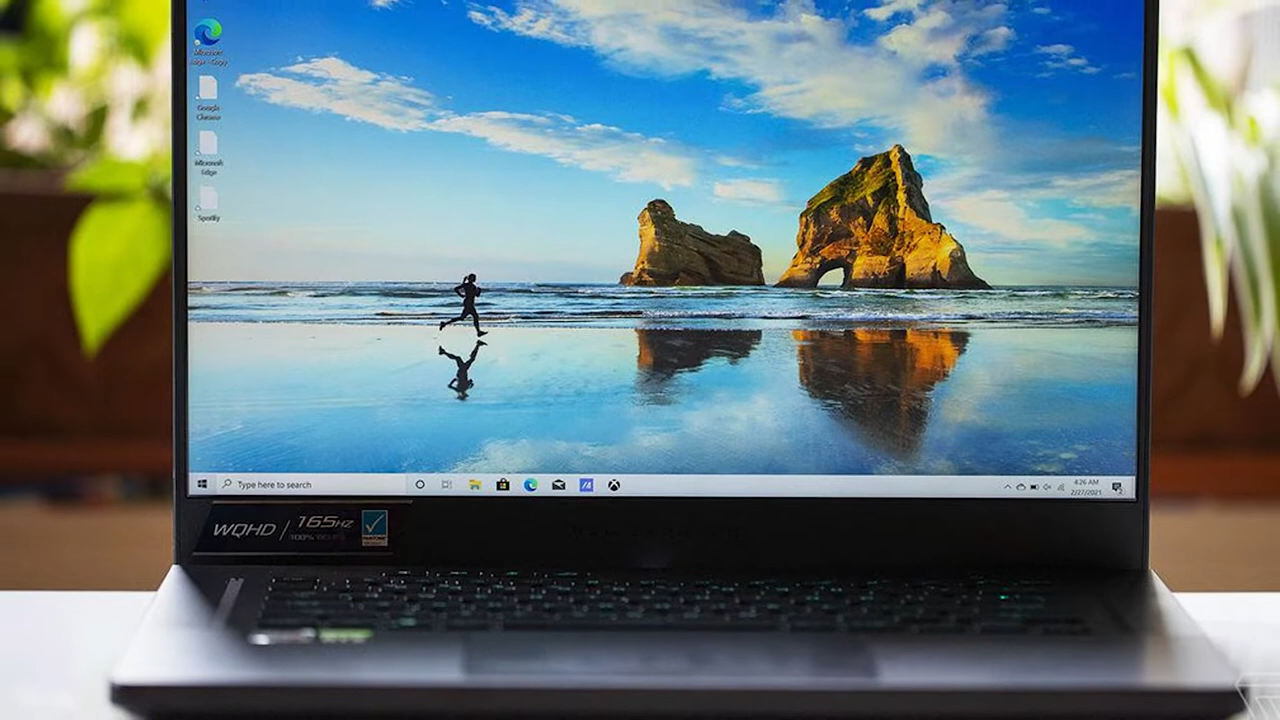 Microsoft
Edge - Copy
Google
Chrome
Microsoft
Edge
Spotify
Type here to search
4:26 AM
2/27/2021
WQHD / 165HZ